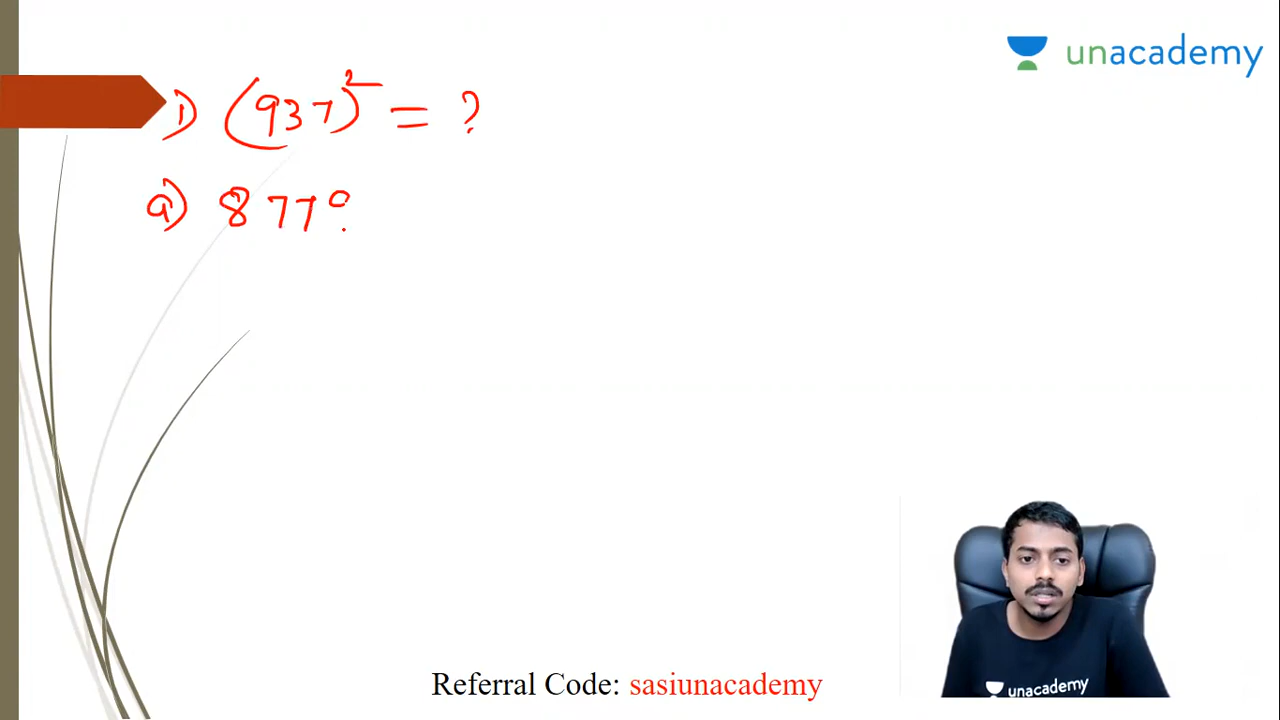 unacademy
1) (937)² = ?
a) 877
unacademy
Referral Code: sasiunacademy